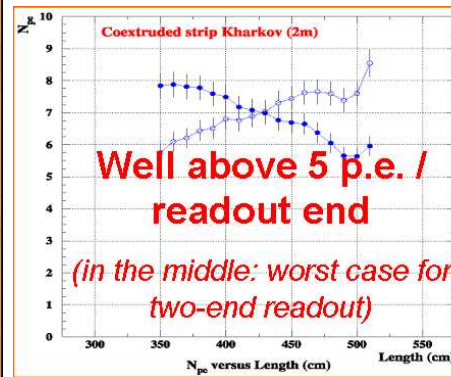 Coextruded strip Kharkov (2m)
10
9
8
7
6
5
4
3
2
1
0
Well above 5 p.e. /
readout end
(in the middle: worst case for
two-end readout)
300
350
400
450
500
550
Length (cm)
N_pe versus Length (cm)